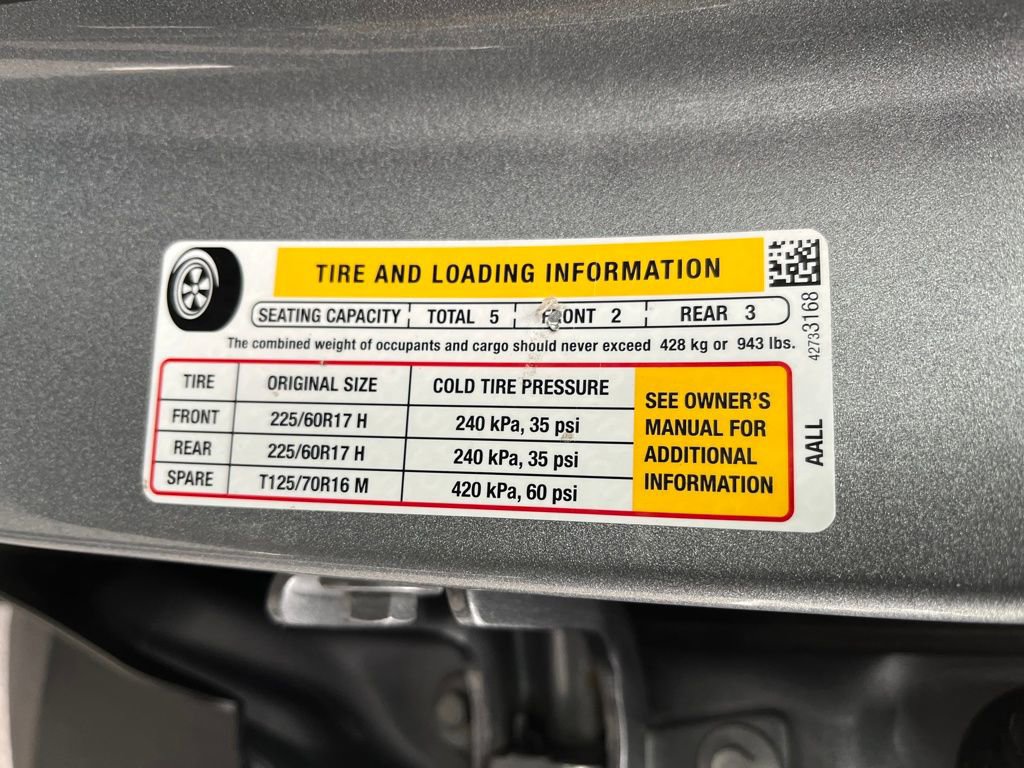 TIRE AND LOADING INFORMATION
SEATING CAPACITY TOTAL 5 FRONT 2 REAR 3
The combined weight of occupants and cargo should never exceed 428 kg or 943 lbs.
TIRE ORIGINAL SIZE COLD TIRE PRESSURE
FRONT 225/60R17 H 240 kPa, 35 psi
REAR 225/60R17 H 240 kPa, 35 psi
SPARE T125/70R16 M 420 kPa, 60 psi
SEE OWNER'S
MANUAL FOR
ADDITIONAL
INFORMATION
42733168
AALL